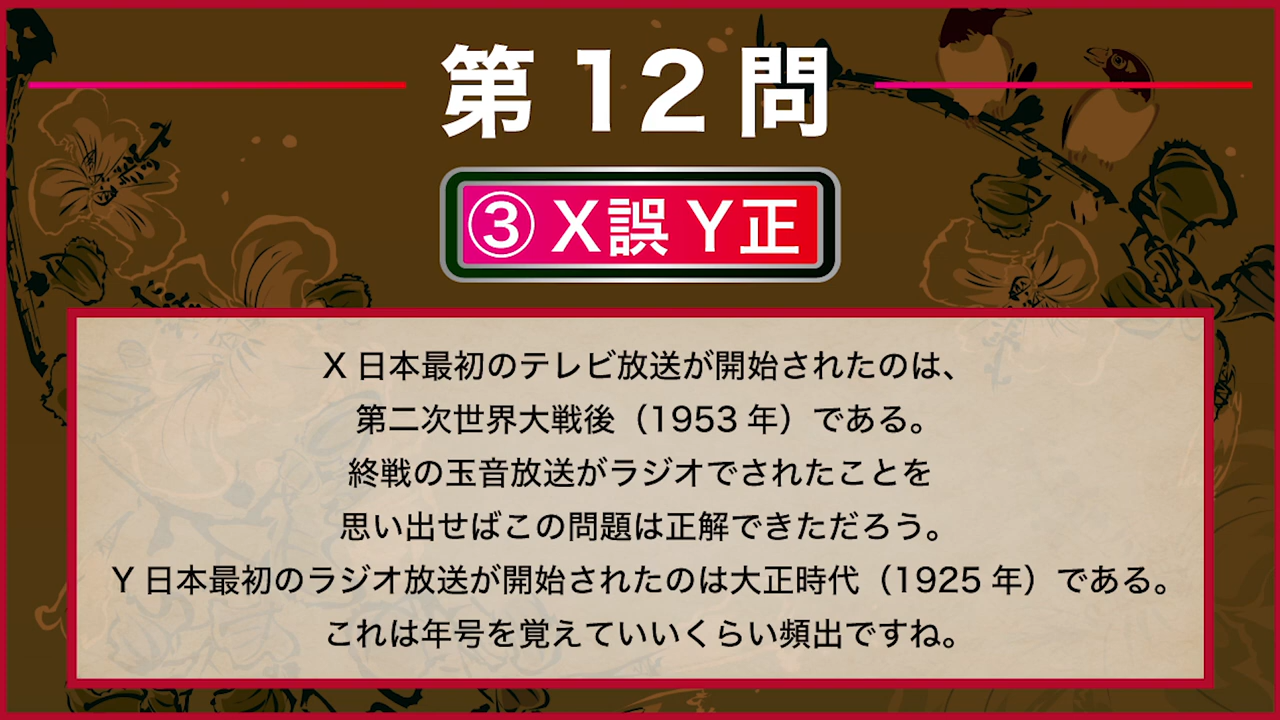 第12問
③X誤 Y正
X 日本最初のテレビ放送が開始されたのは、
第二次世界大戦後（1953年）である。
終戦の玉音放送がラジオでされたことを
思い出せばこの問題は正解できただろう。
Y 日本最初のラジオ放送が開始されたのは大正時代（1925年）である。
これは年号を覚えていいくらい頻出ですね。